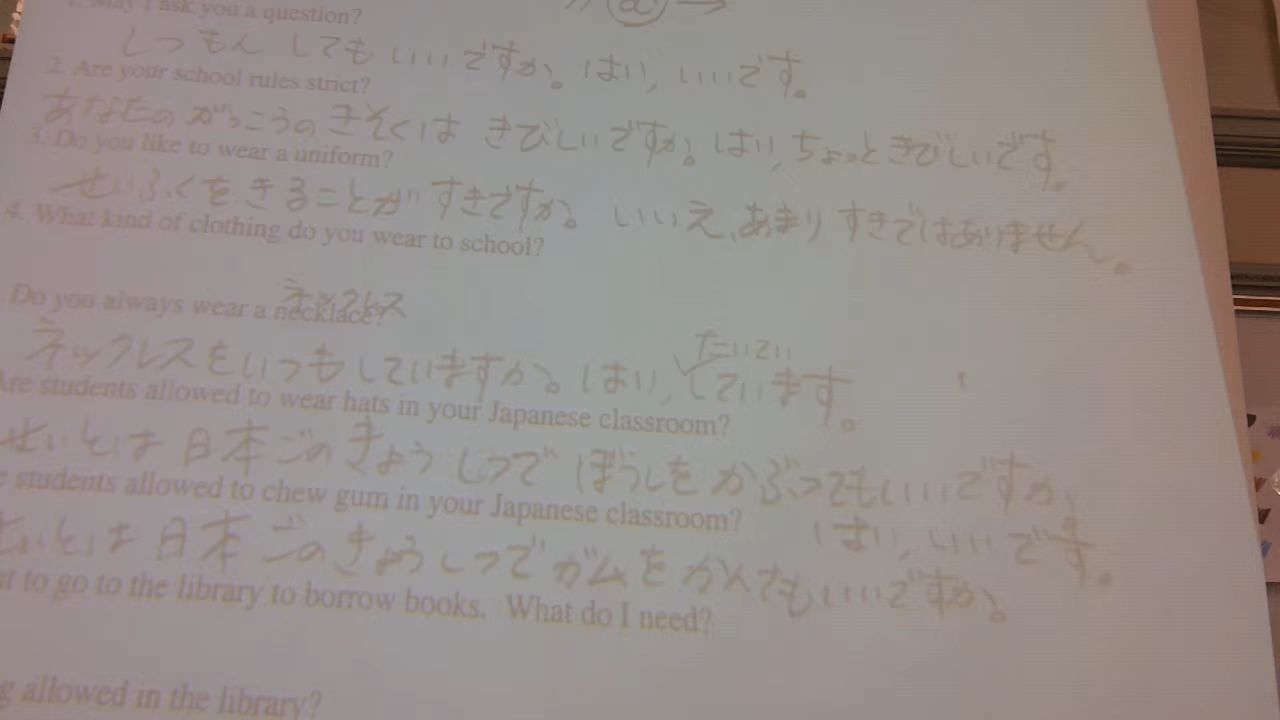 1. May I ask you a question?
しつもん しても いいですか。はい, いいです。
2. Are your school rules strict?
あなたの がっこうの きそくは きびしいですか。はい, ちょっと きびしいです。
3. Do you like to wear a uniform?
せいふくを きることが すきですか。いいえ、あまり すきではありません。
4. What kind of clothing do you wear to school?
ネックレス
Do you always wear a necklace?
たいてい
ネックレスを いつも していますか。はい, しています。
Are students allowed to wear hats in your Japanese classroom?
せいとは 日本ごの きょうしつで ぼうしを かぶっても いいですか,
students allowed to chew gum in your Japanese classroom?
はい, いいです。
せいとは 日本ごの きょうしつで ガムを かんでも いいですか。
to go to the library to borrow books. What do I need?
allowed in the library?